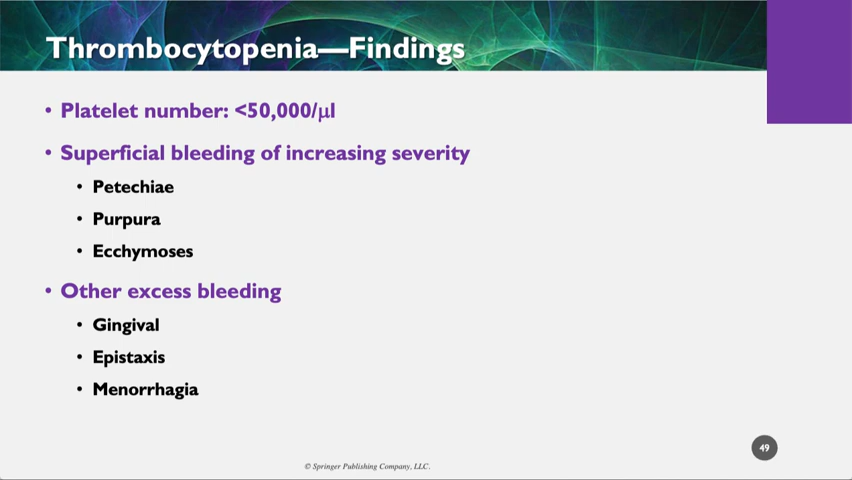 Thrombocytopenia—Findings
• Platelet number: <50,000/µl
• Superficial bleeding of increasing severity
• Petechiae
• Purpura
• Ecchymoses
• Other excess bleeding
• Gingival
• Epistaxis
• Menorrhagia
49
© Springer Publishing Company, LLC.